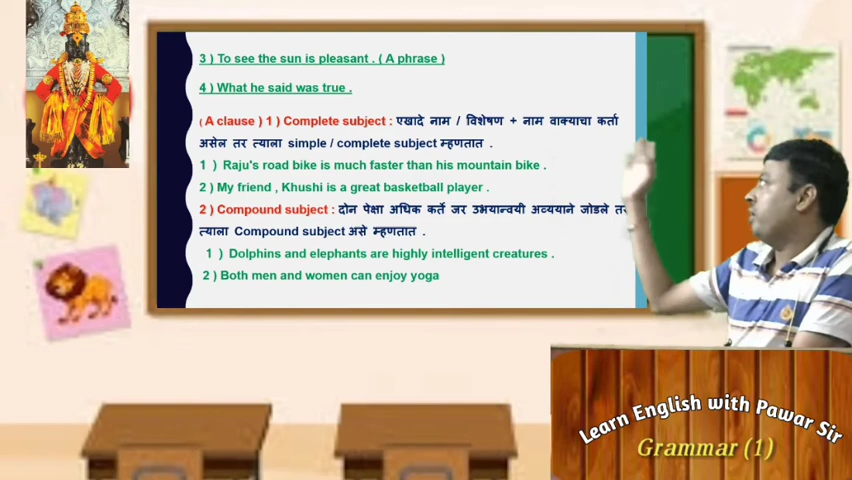 3 ) To see the sun is pleasant . ( A phrase )
4 ) What he said was true .
( A clause ) 1 ) Complete subject : एखादे नाम / विशेषण + नाम वाक्याचा कर्ता
असेल तर त्याला simple / complete subject म्हणतात .
1 ) Raju's road bike is much faster than his mountain bike .
2 ) My friend , Khushi is a great basketball player .
2 ) Compound subject : दोन पेक्षा अधिक कर्ते जर उभयान्वयी अव्ययाने जोडले तर
त्याला Compound subject असे म्हणतात .
1 ) Dolphins and elephants are highly intelligent creatures .
2 ) Both men and women can enjoy yoga
Learn English with Pawar Sir
Grammar (1)